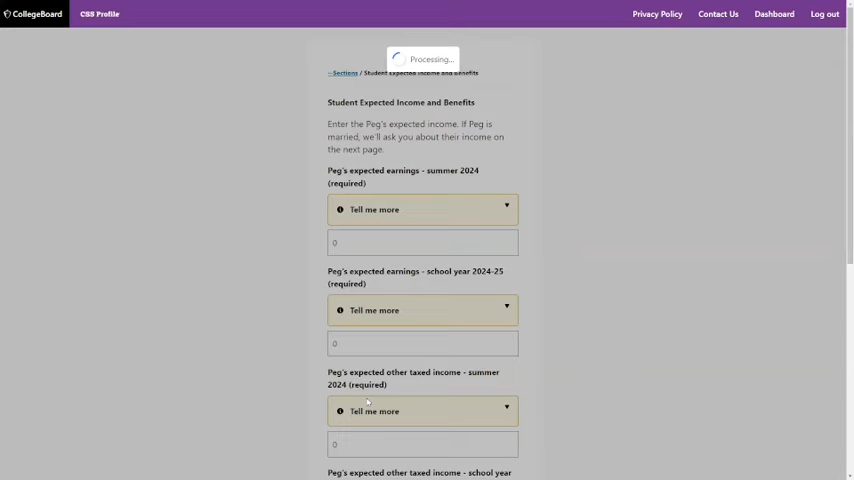 CollegeBoard CSS Profile Privacy Policy Contact Us Dashboard Log out
Processing...
Sections / Student Expected Income and Benefits
Student Expected Income and Benefits
Enter the Peg's expected income. If Peg is
married, we'll ask you about their income on
the next page.
Peg's expected earnings - summer 2024
(required)
Tell me more
0
Peg's expected earnings - school year 2024-25
(required)
Tell me more
0
Peg's expected other taxed income - summer
2024 (required)
Tell me more
0
Peg's expected other taxed income - school year